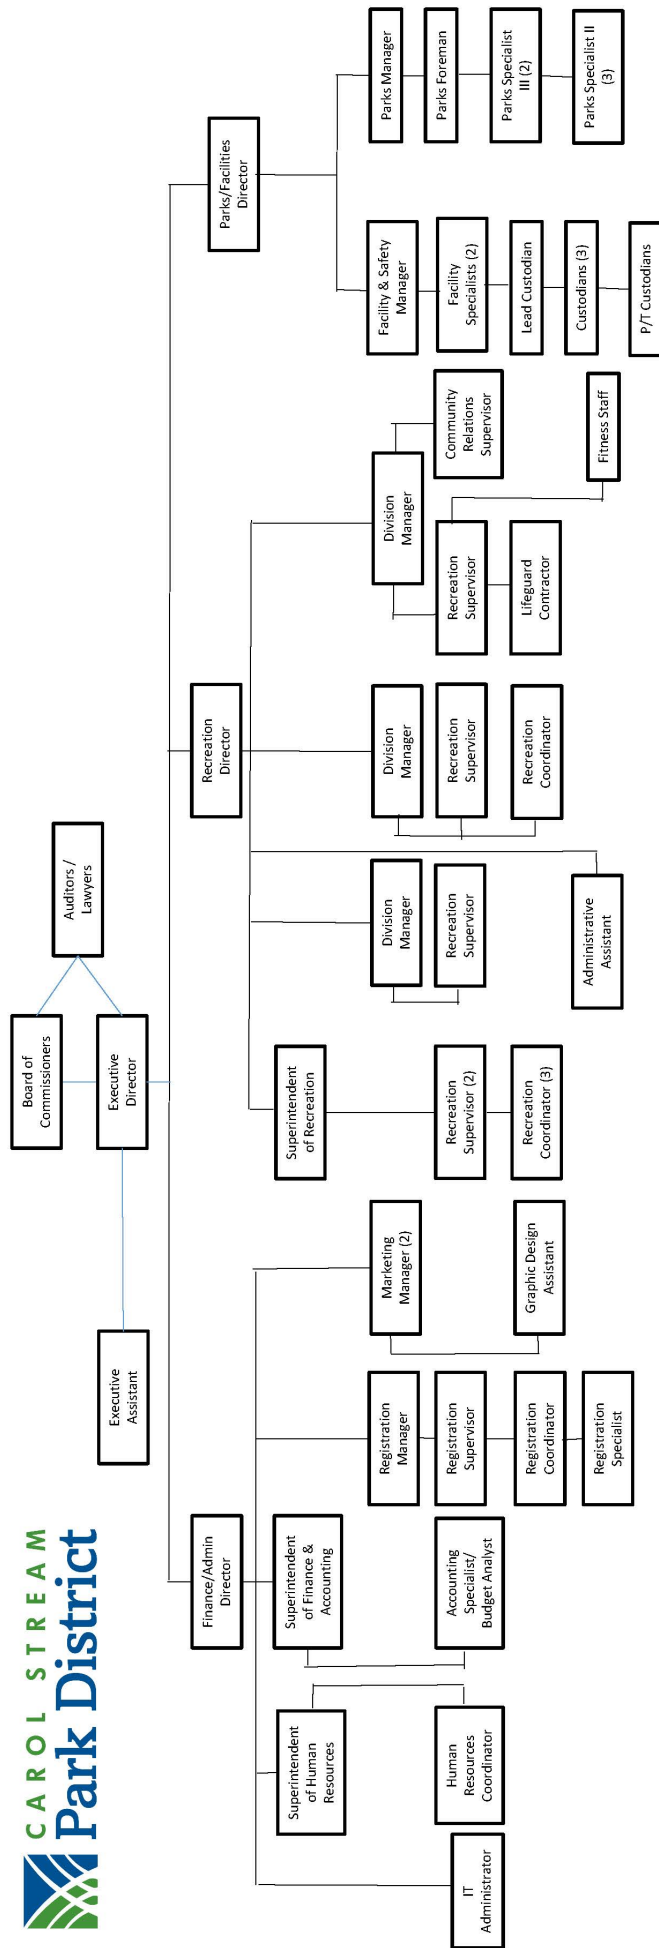 CAROL STREAM
Park District
Board of
Commissioners
Auditors /
Lawyers
Executive
Director
Executive
Assistant
Finance/Admin
Director
Recreation
Director
Parks/Facilities
Director
Superintendent
of Human
Resources
Superintendent
of Finance &
Accounting
Superintendent
of Recreation
Registration
Manager
Marketing
Manager (2)
Division
Manager
Division
Manager
Division
Manager
Facility & Safety
Manager
Parks Manager
IT
Administrator
Human
Resources
Coordinator
Accounting
Specialist/
Budget Analyst
Registration
Supervisor
Recreation
Supervisor (2)
Recreation
Supervisor
Recreation
Supervisor
Recreation
Supervisor
Community
Relations
Supervisor
Facility
Specialists (2)
Parks Foreman
Registration
Coordinator
Graphic Design
Assistant
Recreation
Coordinator (3)
Recreation
Coordinator
Lifeguard
Contractor
Lead Custodian
Parks Specialist
III (2)
Registration
Specialist
Administrative
Assistant
Fitness Staff
Custodians (3)
Parks Specialist II
(3)
P/T Custodians